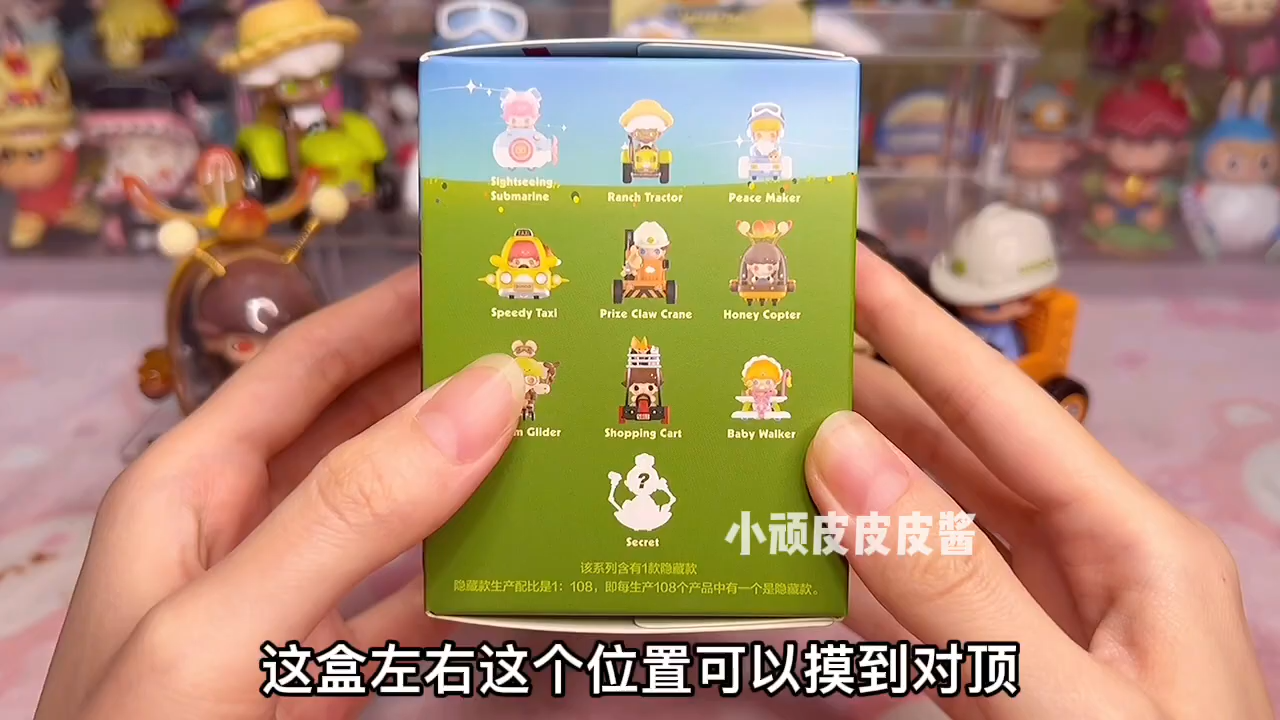 Sightseeing
Submarine
Ranch Tractor
Peace Maker
TAXI
Speedy Taxi
Prize Claw Crane
Honey Copter
Glider
Shopping Cart
Baby Walker
?
Secret
小顽皮皮皮酱
该系列含有1款隐藏款
隐藏款生产配比是1：108，即每生产108个产品中有一个是隐藏款。
这盒左右这个位置可以摸到对顶